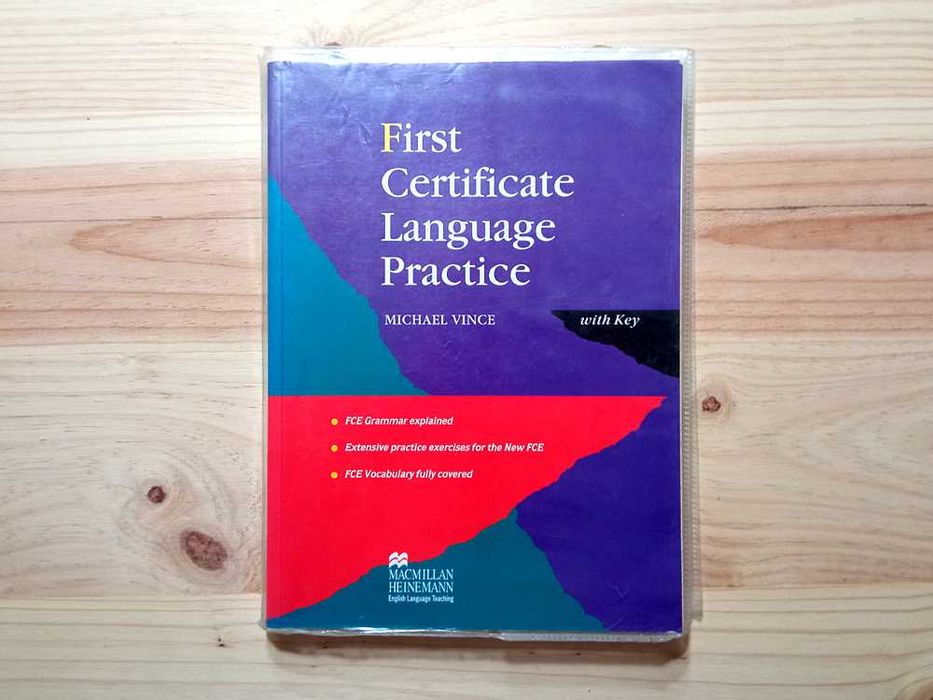 First
Certificate
Language
Practice
MICHAEL VINCE
with Key
FCE Grammar explained
Extensive practice exercises for the New FCE
FCE Vocabulary fully covered
MACMILLAN
HEINEMANN
English Language Teaching